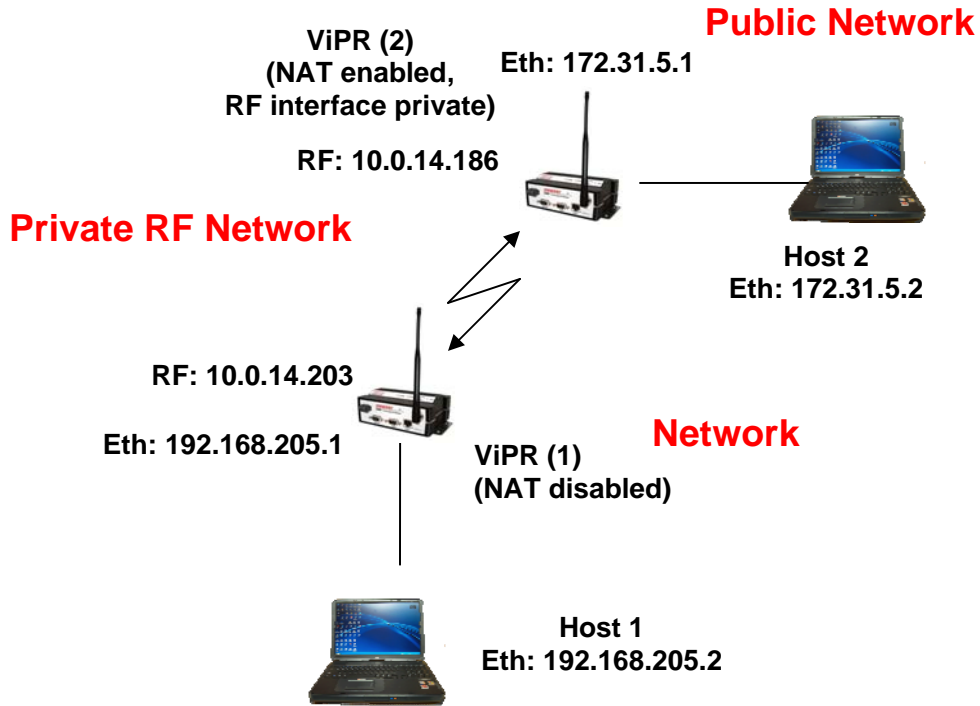 Public Network
ViPR (2)
(NAT enabled,
RF interface private)
Eth: 172.31.5.1
RF: 10.0.14.186
Private RF Network
Host 2
Eth: 172.31.5.2
RF: 10.0.14.203
Eth: 192.168.205.1
Network
ViPR (1)
(NAT disabled)
Host 1
Eth: 192.168.205.2